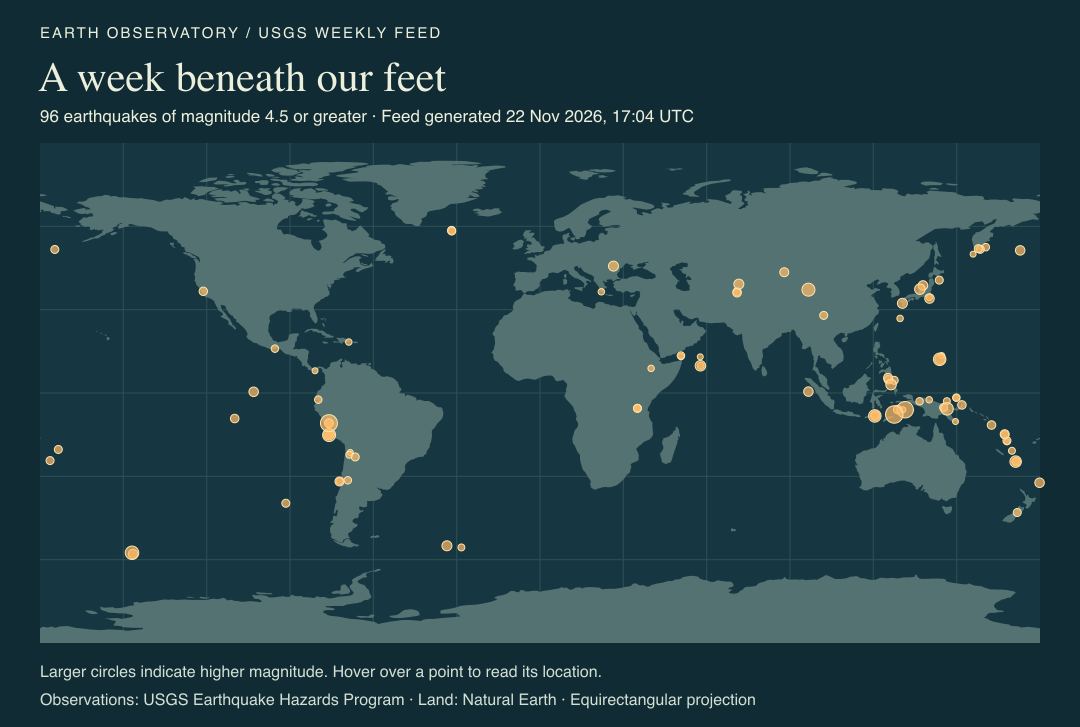 EARTH OBSERVATORY / USGS WEEKLY FEED
A week beneath our feet
96 earthquakes of magnitude 4.5 or greater · Feed generated 22 Nov 2026, 17:04 UTC
Larger circles indicate higher magnitude. Hover over a point to read its location.
Observations: USGS Earthquake Hazards Program · Land: Natural Earth · Equirectangular projection